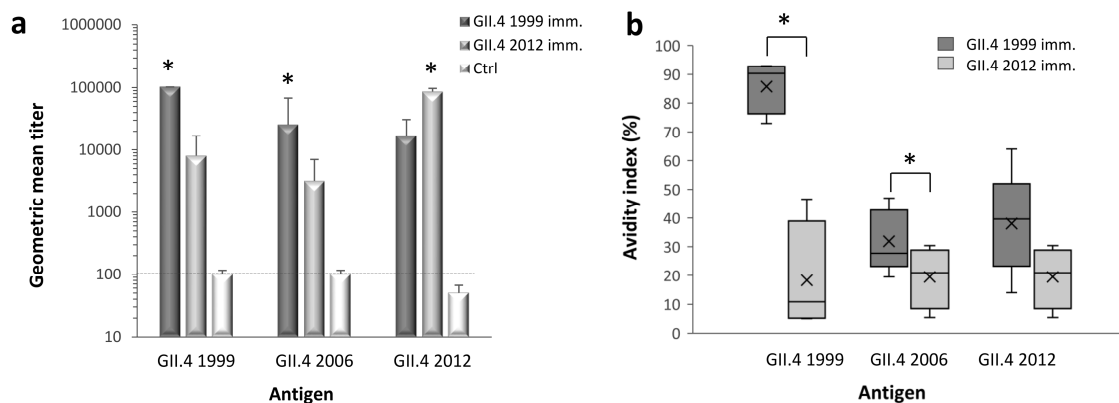 a
1000000
100000
10000
1000
100
10
Geometric mean titer
* * *
GII.4 1999 imm.
GII.4 2012 imm.
Ctrl
GII.4 1999 GII.4 2006 GII.4 2012
Antigen
b
100
90
80
70
60
50
40
30
20
10
0
Avidity index (%)
*
*
GII.4 1999 imm.
GII.4 2012 imm.
GII.4 1999 GII.4 2006 GII.4 2012
Antigen